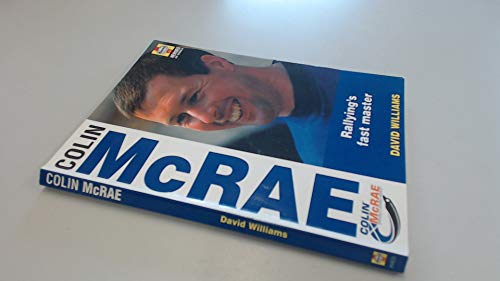 COLIN
McRAE
Rallying's
fast master
DAVID WILLIAMS
COLIN
McRAE
COLIN McRAE
David Williams